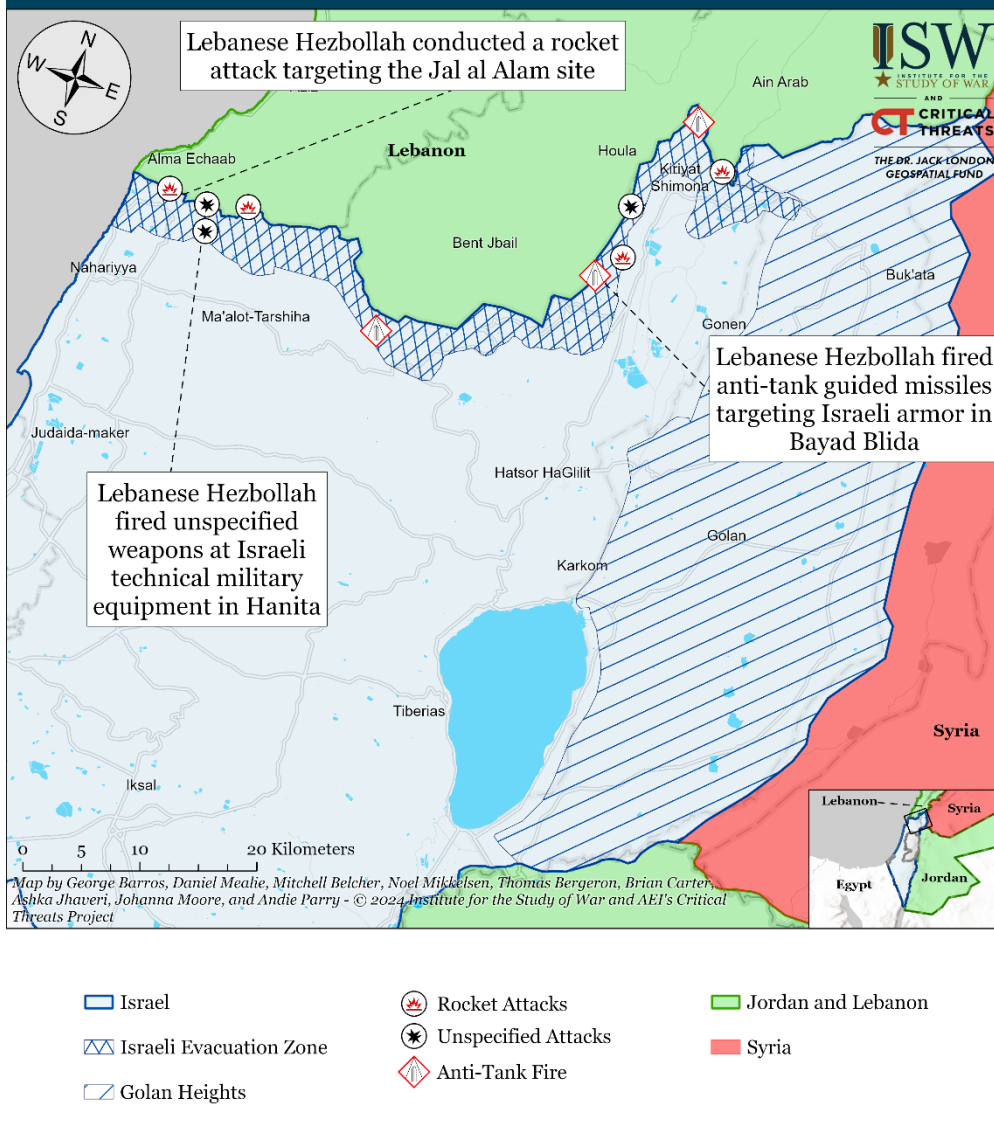 Lebanese Hezbollah conducted a rocket
attack targeting the Jal al Alam site
N
W
E
S
ISW
INSTITUTE FOR THE
STUDY OF WAR
AND
CT CRITICAL
THREATS
THE DR. JACK LONDON
GEOSPATIAL FUND
Ain Arab
Alma Echaab
Lebanon
Houla
Kitiyat
Shimona
Bent Jbail
Nahariyya
Buk'ata
Ma'alot-Tarshiha
Gonen
Lebanese Hezbollah fired
anti-tank guided missiles
targeting Israeli armor in
Bayad Blida
Judaida-maker
Hatsor HaGlilit
Lebanese Hezbollah
fired unspecified
weapons at Israeli
technical military
equipment in Hanita
Golan
Karkom
Tiberias
Syria
Iksal
Lebanon
Syria
Egypt
Jordan
0 5 10 20 Kilometers
Map by George Barros, Daniel Mealie, Mitchell Belcher, Noel Mikkelsen, Thomas Bergeron, Brian Carter,
Ashka Jhaveri, Johanna Moore, and Andie Parry - © 2024 Institute for the Study of War and AEI's Critical
Threats Project
Israel
Israeli Evacuation Zone
Golan Heights
Rocket Attacks
Unspecified Attacks
Anti-Tank Fire
Jordan and Lebanon
Syria